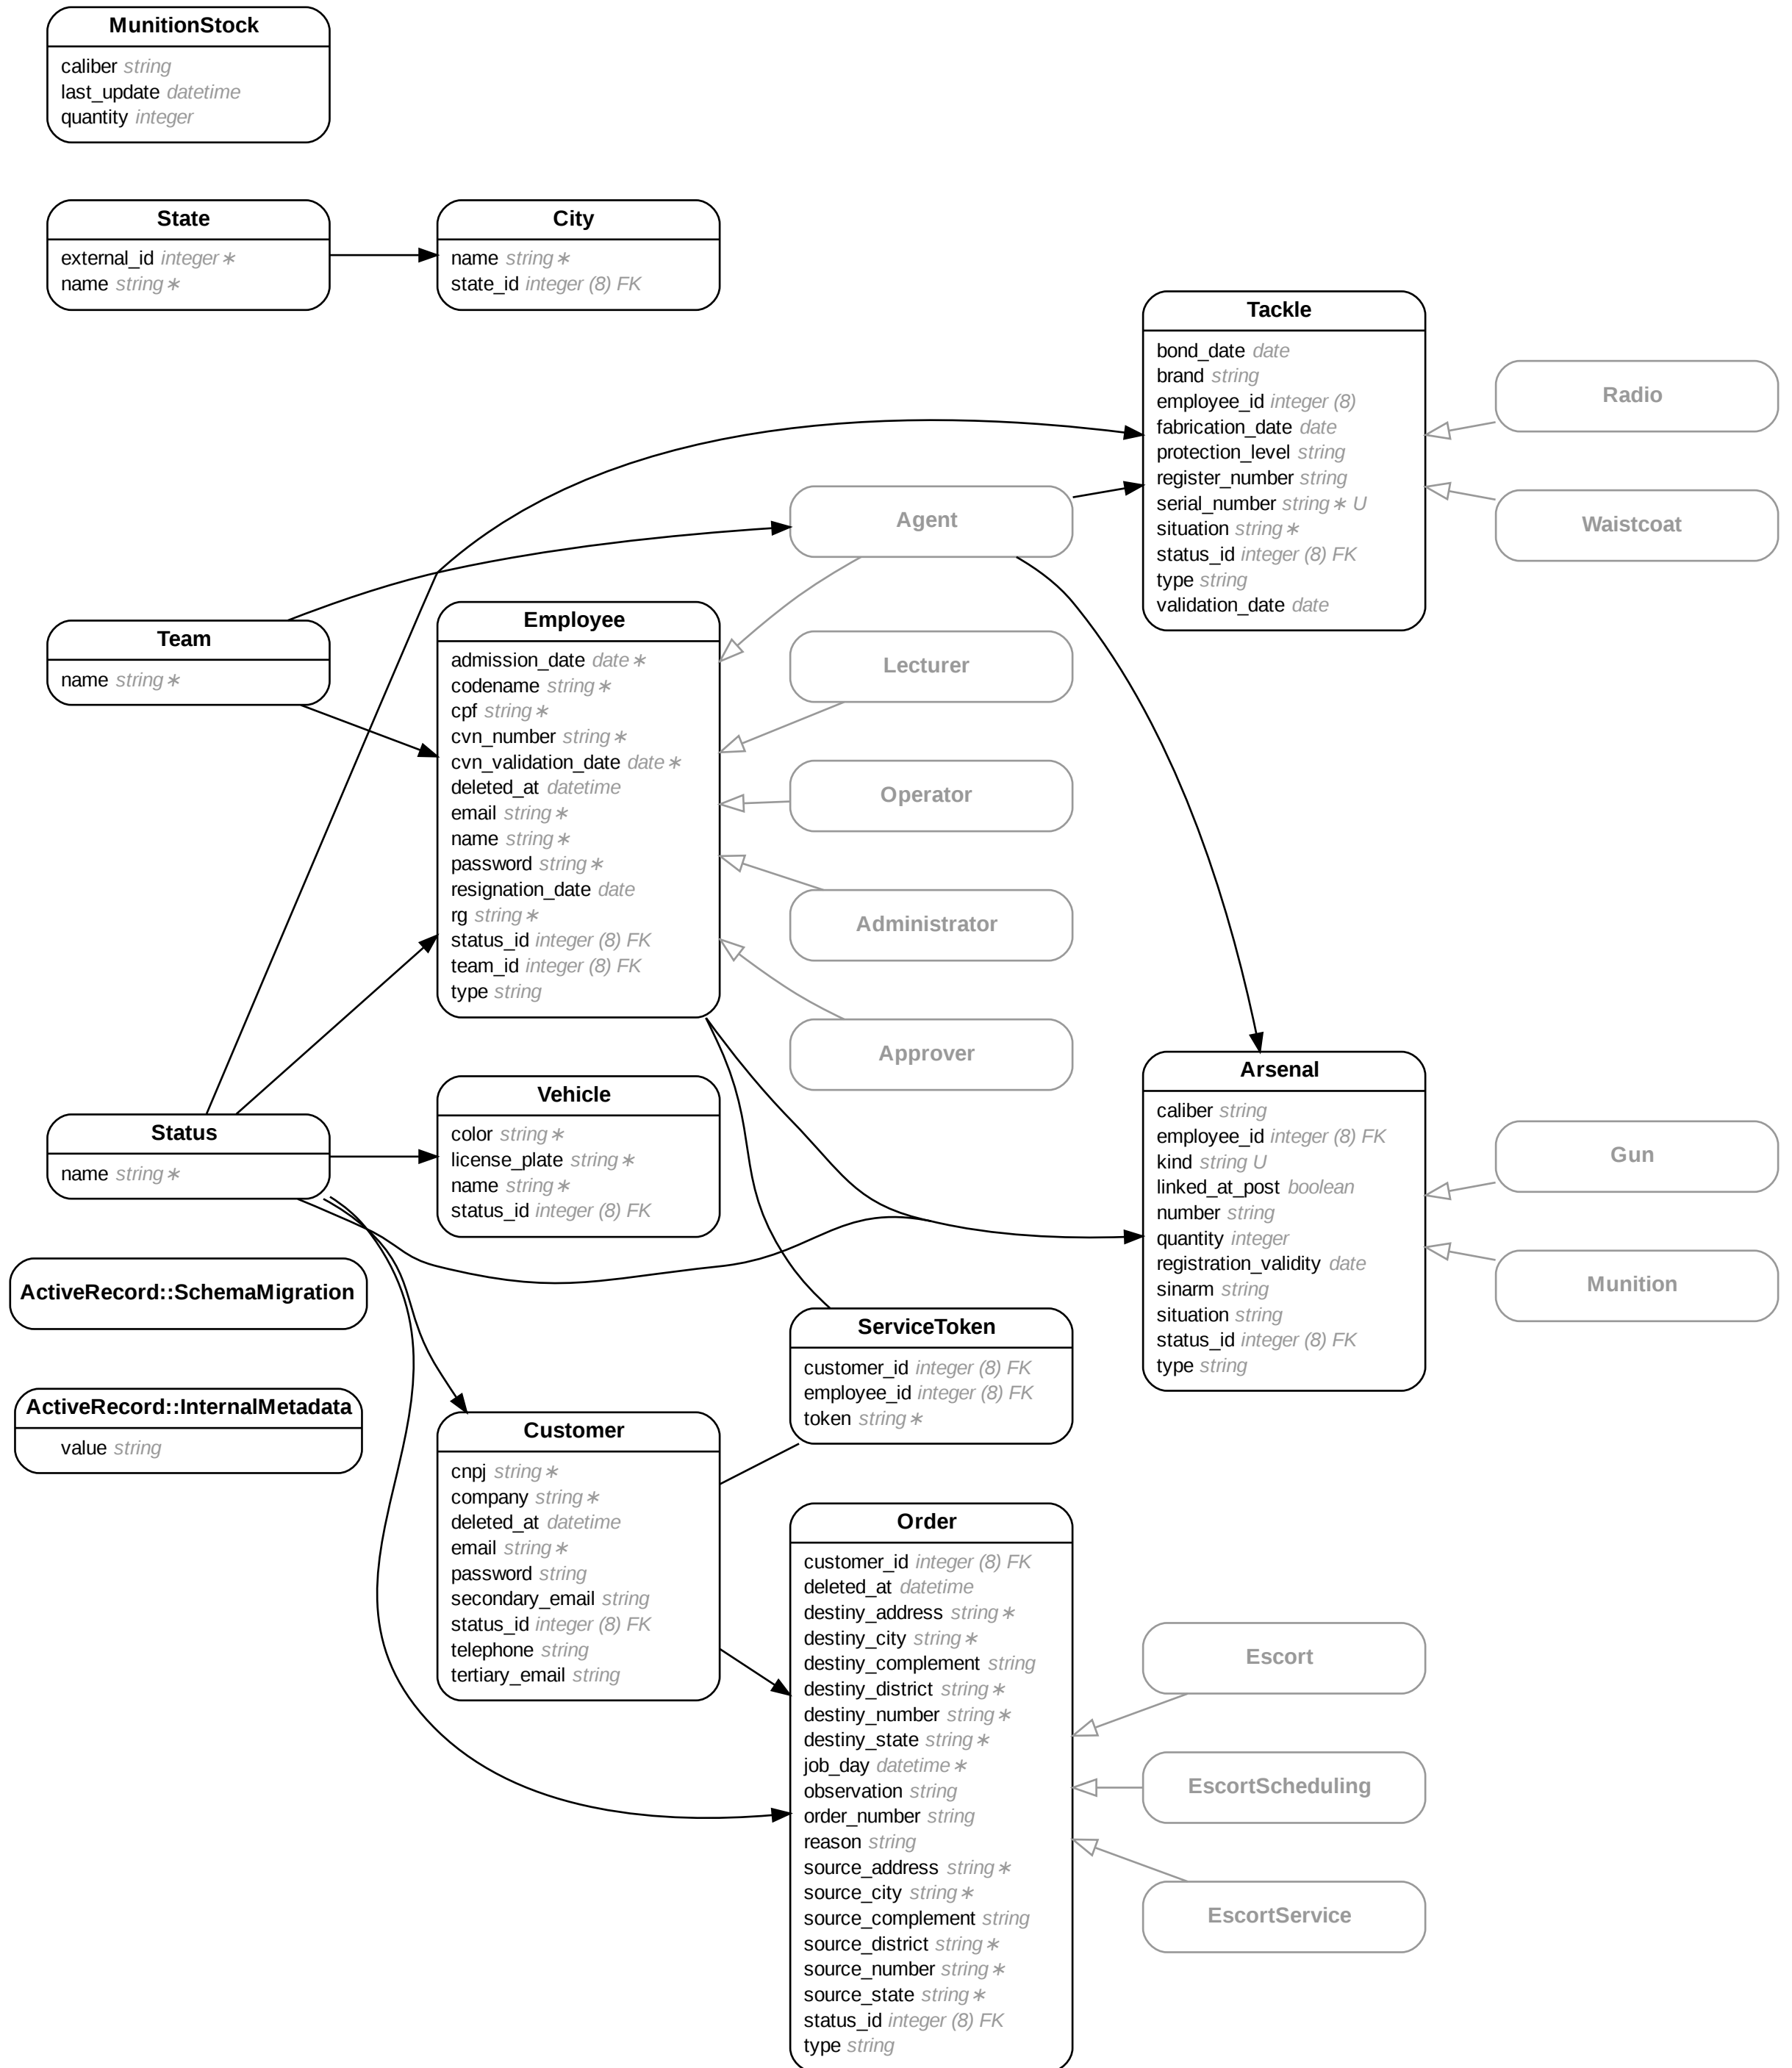 MunitionStock
caliber string
last_update datetime
quantity integer
State
external_id integer ∗
name string ∗
City
name string ∗
state_id integer (8) FK
Tackle
bond_date date
brand string
employee_id integer (8)
fabrication_date date
protection_level string
register_number string
serial_number string ∗ U
situation string ∗
status_id integer (8) FK
type string
validation_date date
Radio
Waistcoat
Agent
Team
name string ∗
Employee
admission_date date ∗
codename string ∗
cpf string ∗
cvn_number string ∗
cvn_validation_date date ∗
deleted_at datetime
email string ∗
name string ∗
password string ∗
resignation_date date
rg string ∗
status_id integer (8) FK
team_id integer (8) FK
type string
Lecturer
Operator
Administrator
Approver
Status
name string ∗
Vehicle
color string ∗
license_plate string ∗
name string ∗
status_id integer (8) FK
Arsenal
caliber string
employee_id integer (8) FK
kind string U
linked_at_post boolean
number string
quantity integer
registration_validity date
sinarm string
situation string
status_id integer (8) FK
type string
Gun
Munition
ActiveRecord::SchemaMigration
ActiveRecord::InternalMetadata
value string
ServiceToken
customer_id integer (8) FK
employee_id integer (8) FK
token string ∗
Customer
cnpj string ∗
company string ∗
deleted_at datetime
email string ∗
password string
secondary_email string
status_id integer (8) FK
telephone string
tertiary_email string
Order
customer_id integer (8) FK
deleted_at datetime
destiny_address string ∗
destiny_city string ∗
destiny_complement string
destiny_district string ∗
destiny_number string ∗
destiny_state string ∗
job_day datetime ∗
observation string
order_number string
reason string
source_address string ∗
source_city string ∗
source_complement string
source_district string ∗
source_number string ∗
source_state string ∗
status_id integer (8) FK
type string
Escort
EscortScheduling
EscortService